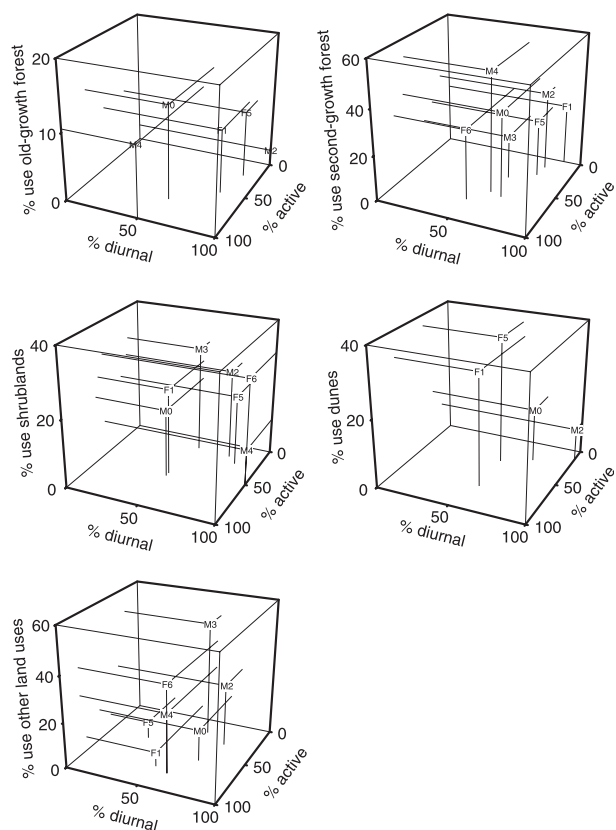 % use old-growth forest
20
10
0
M0
F5
F1
M4
M2
50
100
% diurnal
0
50
100
% active
% use second-growth forest
60
40
20
0
M4
M2
F1
M0
F5
F6
M3
50
100
% diurnal
0
50
100
% active
% use shrublands
40
20
0
M3
M2
F6
F1
F5
M0
M4
50
100
% diurnal
0
50
100
% active
% use dunes
40
20
0
F5
F1
M0
M2
50
100
% diurnal
0
50
100
% active
% use other land uses
60
40
20
0
M3
F6
M2
M4
F5
M0
F1
50
100
% diurnal
0
50
100
% active